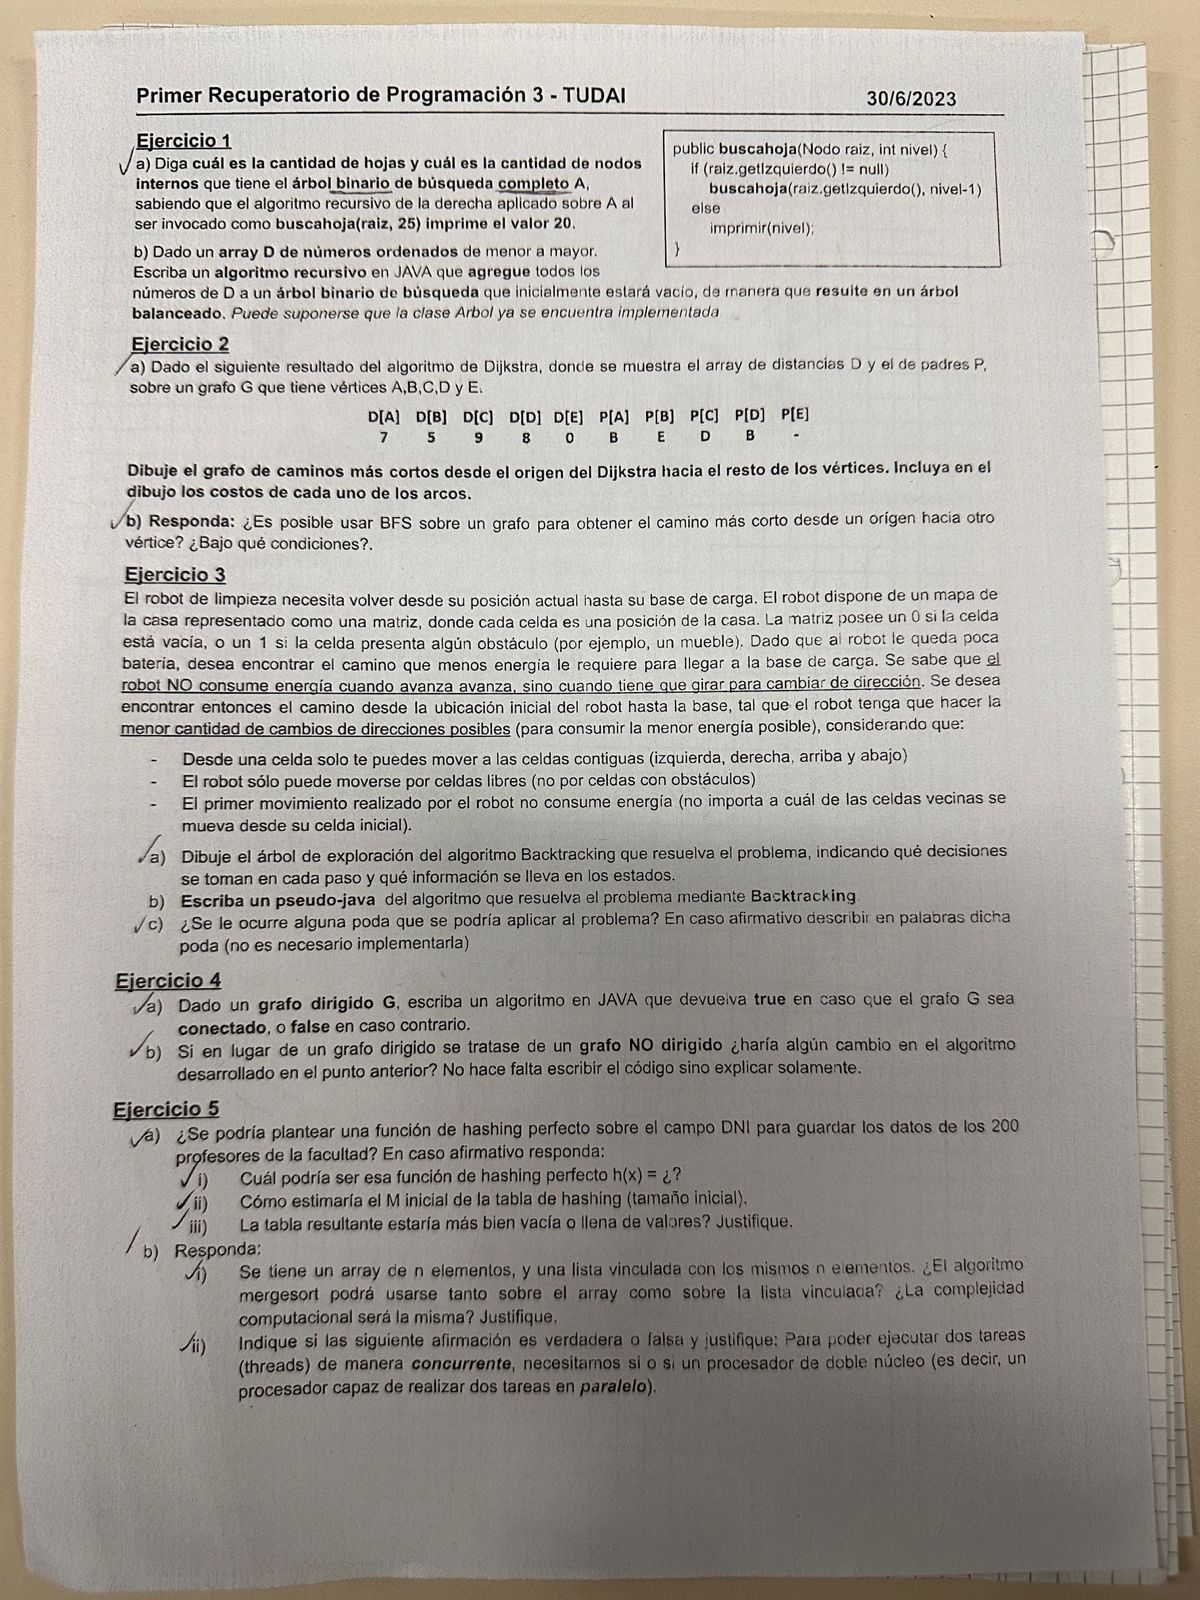 Primer Recuperatorio de Programación 3 - TUDAI 30/6/2023
Ejercicio 1
a) Diga cuál es la cantidad de hojas y cuál es la cantidad de nodos
internos que tiene el árbol binario de búsqueda completo A,
sabiendo que el algoritmo recursivo de la derecha aplicado sobre A al
ser invocado como buscahoja(raiz, 25) imprime el valor 20.
public buscahoja(Nodo raiz, int nivel) {
if (raiz.getIzquierdo() != null)
buscahoja(raiz.getIzquierdo(), nivel-1)
else
imprimir(nivel);
}
b) Dado un array D de números ordenados de menor a mayor.
Escriba un algoritmo recursivo en JAVA que agregue todos los
números de D a un árbol binario de búsqueda que inicialmente estará vacío, de manera que resulte en un árbol
balanceado. Puede suponerse que la clase Arbol ya se encuentra implementada
Ejercicio 2
a) Dado el siguiente resultado del algoritmo de Dijkstra, donde se muestra el array de distancias D y el de padres P,
sobre un grafo G que tiene vértices A,B,C,D y E.
D[A] D[B] D[C] D[D] D[E] P[A] P[B] P[C] P[D] P[E]
7 5 9 8 0 B E D B -
Dibuje el grafo de caminos más cortos desde el origen del Dijkstra hacia el resto de los vértices. Incluya en el
dibujo los costos de cada uno de los arcos.
b) Responda: ¿Es posible usar BFS sobre un grafo para obtener el camino más corto desde un orígen hacia otro
vértice? ¿Bajo qué condiciones?.
Ejercicio 3
El robot de limpieza necesita volver desde su posición actual hasta su base de carga. El robot dispone de un mapa de
la casa representado como una matriz, donde cada celda es una posición de la casa. La matriz posee un 0 si la celda
está vacía, o un 1 si la celda presenta algún obstáculo (por ejemplo, un mueble). Dado que al robot le queda poca
batería, desea encontrar el camino que menos energía le requiere para llegar a la base de carga. Se sabe que el
robot NO consume energía cuando avanza avanza, sino cuando tiene que girar para cambiar de dirección. Se desea
encontrar entonces el camino desde la ubicación inicial del robot hasta la base, tal que el robot tenga que hacer la
menor cantidad de cambios de direcciones posibles (para consumir la menor energía posible), considerando que:
- Desde una celda solo te puedes mover a las celdas contiguas (izquierda, derecha, arriba y abajo)
- El robot sólo puede moverse por celdas libres (no por celdas con obstáculos)
- El primer movimiento realizado por el robot no consume energía (no importa a cuál de las celdas vecinas se
mueva desde su celda inicial).
a) Dibuje el árbol de exploración del algoritmo Backtracking que resuelva el problema, indicando qué decisiones
se toman en cada paso y qué información se lleva en los estados.
b) Escriba un pseudo-java del algoritmo que resuelva el problema mediante Backtracking.
c) ¿Se le ocurre alguna poda que se podría aplicar al problema? En caso afirmativo describir en palabras dicha
poda (no es necesario implementarla)
Ejercicio 4
a) Dado un grafo dirigido G, escriba un algoritmo en JAVA que devuelva true en caso que el grafo G sea
conectado, o false en caso contrario.
b) Si en lugar de un grafo dirigido se tratase de un grafo NO dirigido ¿haría algún cambio en el algoritmo
desarrollado en el punto anterior? No hace falta escribir el código sino explicar solamente.
Ejercicio 5
a) ¿Se podría plantear una función de hashing perfecto sobre el campo DNI para guardar los datos de los 200
profesores de la facultad? En caso afirmativo responda:
i) Cuál podría ser esa función de hashing perfecto h(x) = ¿?
ii) Cómo estimaría el M inicial de la tabla de hashing (tamaño inicial).
iii) La tabla resultante estaría más bien vacía o llena de valores? Justifique.
b) Responda:
i) Se tiene un array de n elementos, y una lista vinculada con los mismos n elementos. ¿El algoritmo
mergesort podrá usarse tanto sobre el array como sobre la lista vinculada? ¿La complejidad
computacional será la misma? Justifique.
ii) Indique si las siguiente afirmación es verdadera o falsa y justifique: Para poder ejecutar dos tareas
(threads) de manera concurrente, necesitamos si o si un procesador de doble núcleo (es decir, un
procesador capaz de realizar dos tareas en paralelo).